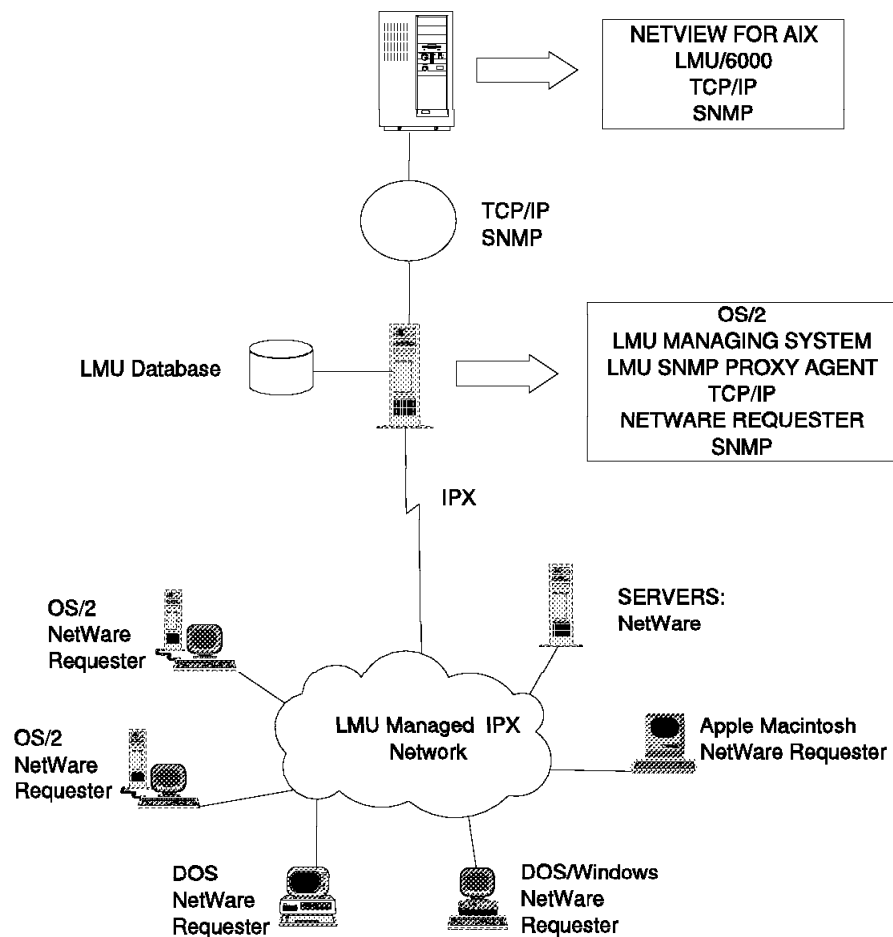 NETVIEW FOR AIX
LMU/6000
TCP/IP
SNMP
TCP/IP
SNMP
LMU Database
OS/2
LMU MANAGING SYSTEM
LMU SNMP PROXY AGENT
TCP/IP
NETWARE REQUESTER
SNMP
IPX
OS/2
NetWare
Requester
SERVERS:
NetWare
LMU Managed IPX
Network
OS/2
NetWare
Requester
Apple Macintosh
NetWare Requester
DOS
NetWare
Requester
DOS/Windows
NetWare
Requester